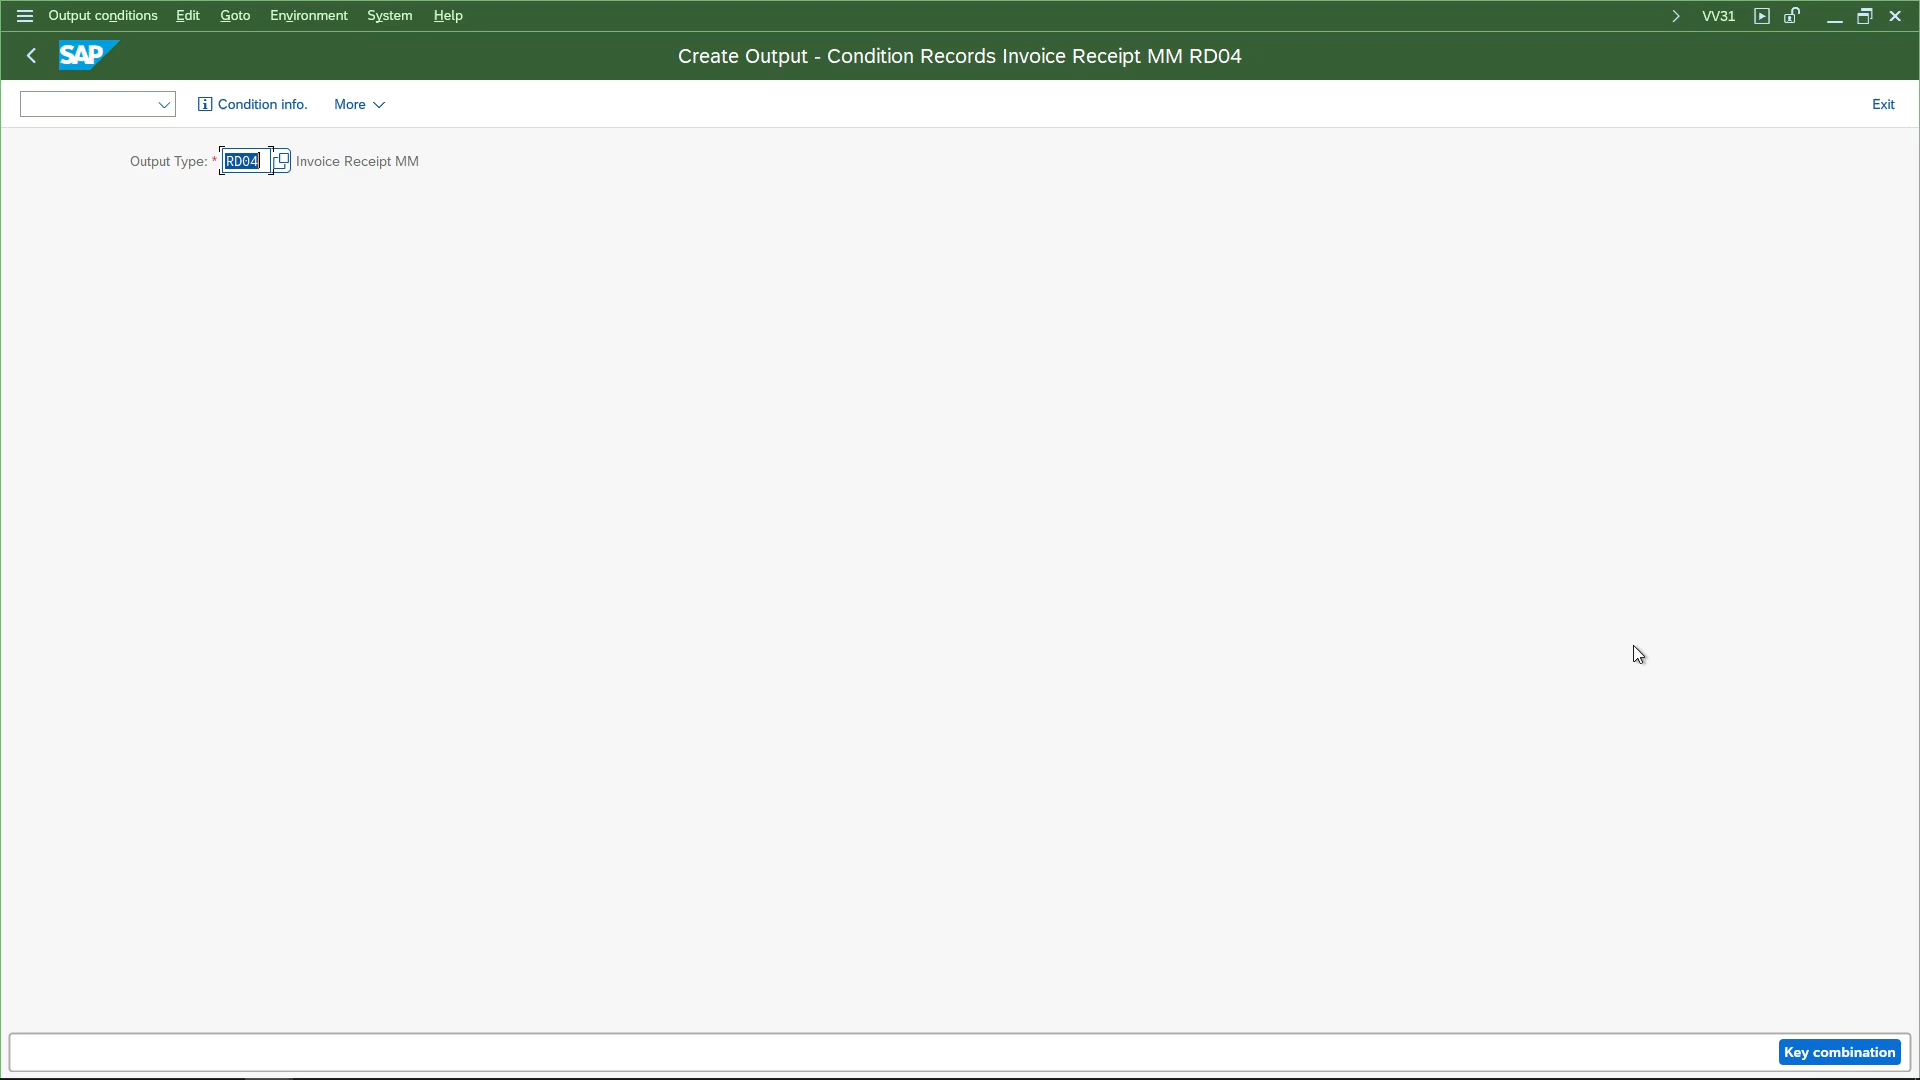 Output conditions Edit Goto Environment System Help VV31
SAP Create Output - Condition Records Invoice Receipt MM RD04
Condition info. More Exit
Output Type: * RD04 Invoice Receipt MM
Key combination